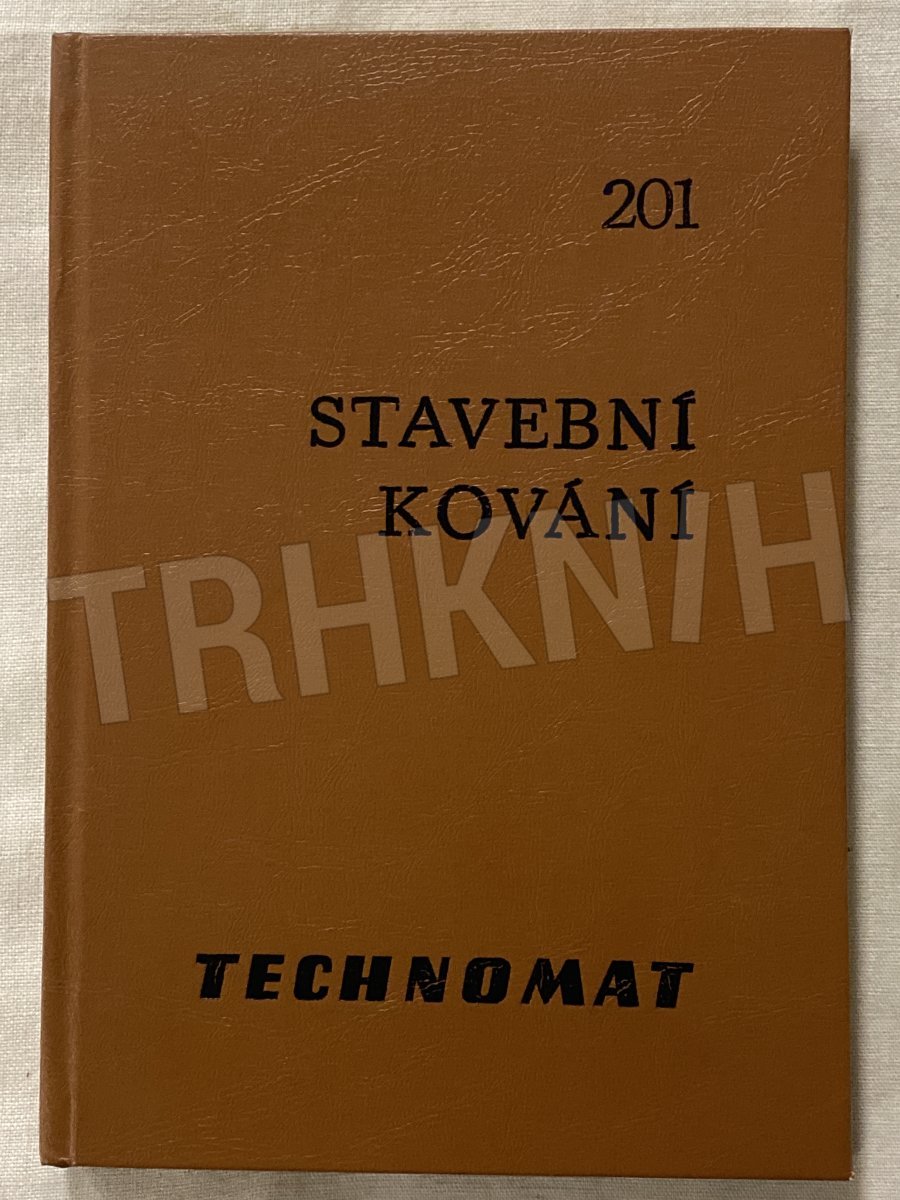 201
STAVEBNÍ
KOVÁNÍ
TRHKNIH
TECHNOMAT